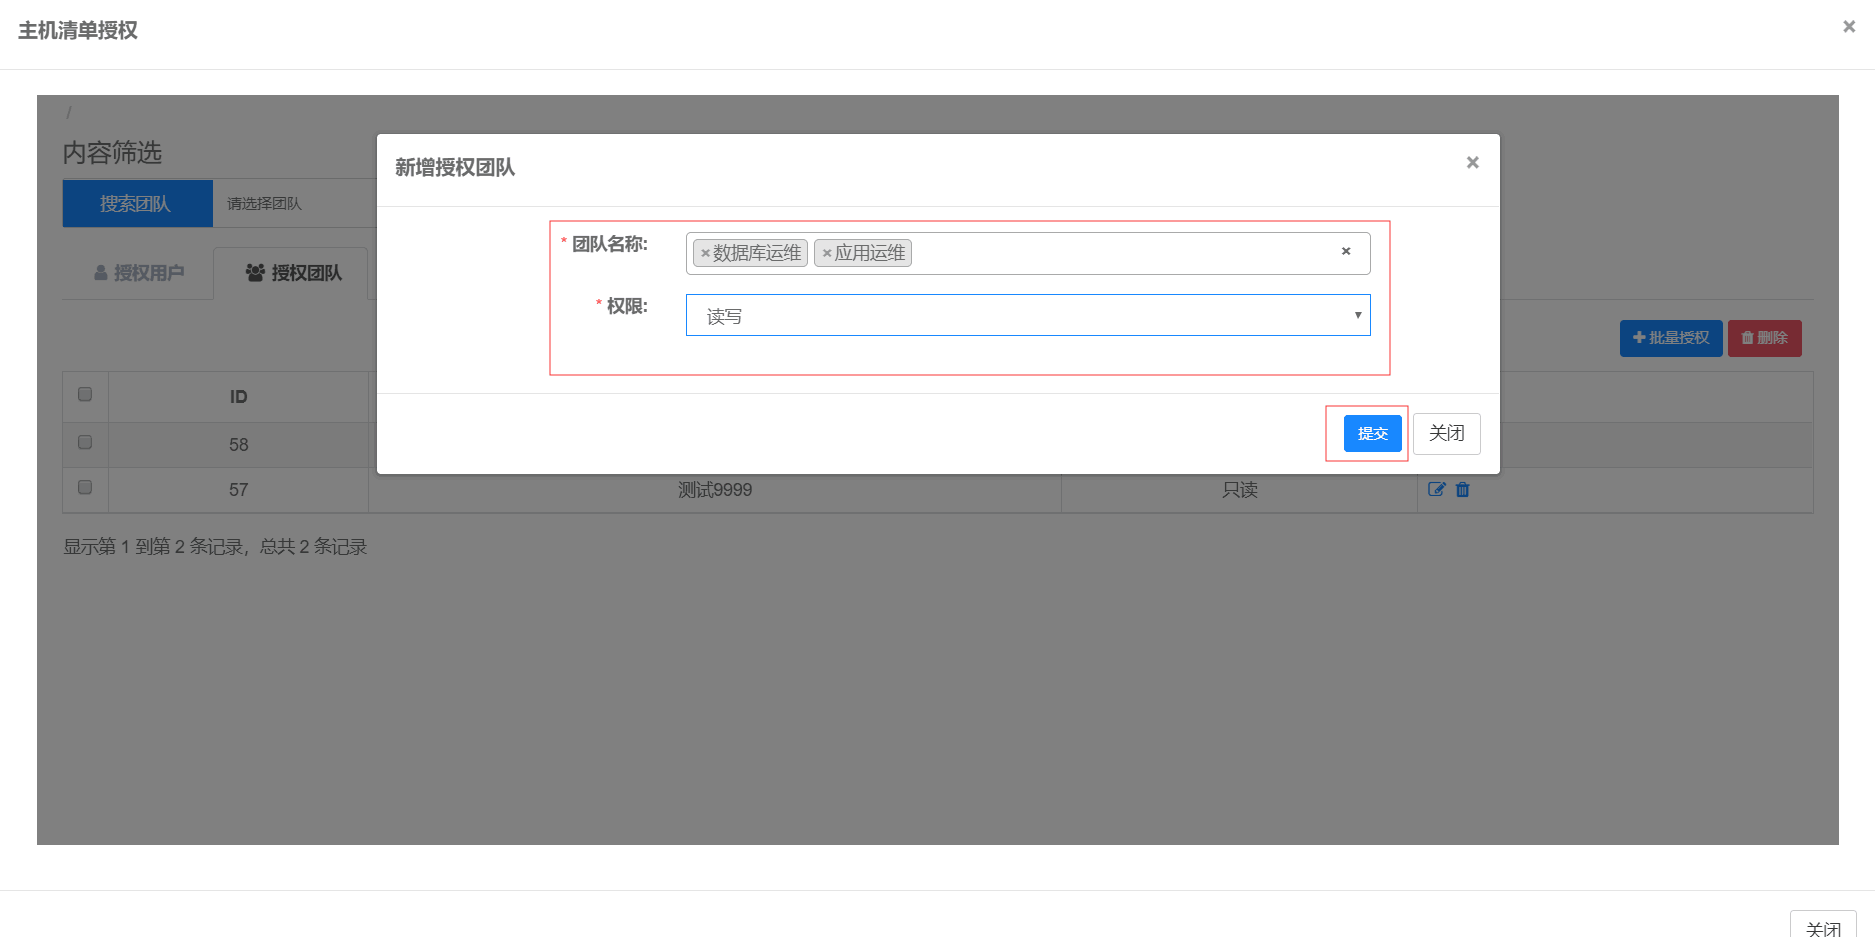 主机清单授权
×
/
内容筛选
搜索团队 请选择团队
授权用户 授权团队
新增授权团队
×
* 团队名称: ×数据库运维 ×应用运维 ×
* 权限: 读写
提交 关闭
批量授权 删除
ID
58
57 测试9999 只读
显示第 1 到第 2 条记录，总共 2 条记录
关闭